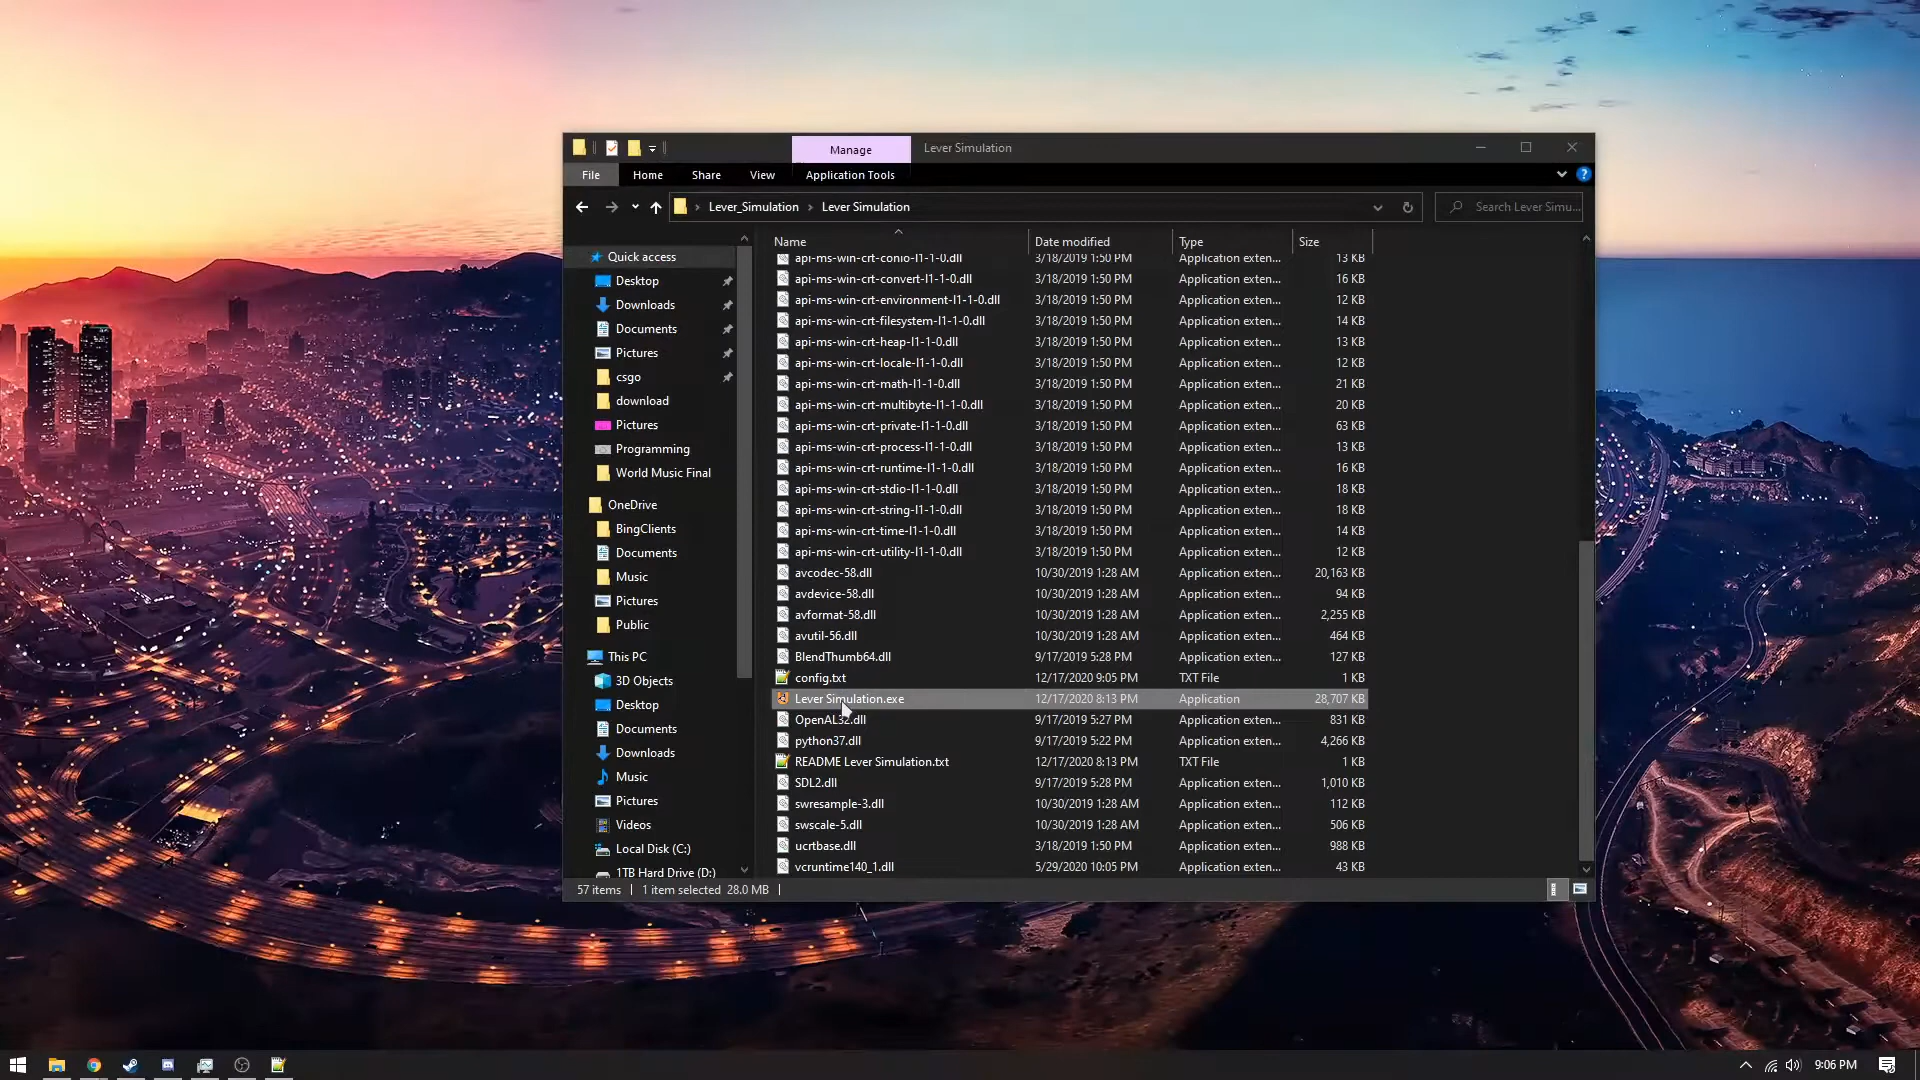 Manage
Lever Simulation
File
Home
Share
View
Application Tools
Lever_Simulation
Lever Simulation
Search Lever Simu...
Quick access
Desktop
Downloads
Documents
Pictures
csgo
download
Pictures
Programming
World Music Final
OneDrive
BingClients
Documents
Music
Pictures
Public
This PC
3D Objects
Desktop
Documents
Downloads
Music
Pictures
Videos
Local Disk (C:)
1TB Hard Drive (D:)
Name Date modified Type Size
api-ms-win-crt-conio-l1-1-0.dll 3/18/2019 1:50 PM Application exten... 13 KB
api-ms-win-crt-convert-l1-1-0.dll 3/18/2019 1:50 PM Application exten... 16 KB
api-ms-win-crt-environment-l1-1-0.dll 3/18/2019 1:50 PM Application exten... 12 KB
api-ms-win-crt-filesystem-l1-1-0.dll 3/18/2019 1:50 PM Application exten... 14 KB
api-ms-win-crt-heap-l1-1-0.dll 3/18/2019 1:50 PM Application exten... 13 KB
api-ms-win-crt-locale-l1-1-0.dll 3/18/2019 1:50 PM Application exten... 12 KB
api-ms-win-crt-math-l1-1-0.dll 3/18/2019 1:50 PM Application exten... 21 KB
api-ms-win-crt-multibyte-l1-1-0.dll 3/18/2019 1:50 PM Application exten... 20 KB
api-ms-win-crt-private-l1-1-0.dll 3/18/2019 1:50 PM Application exten... 63 KB
api-ms-win-crt-process-l1-1-0.dll 3/18/2019 1:50 PM Application exten... 13 KB
api-ms-win-crt-runtime-l1-1-0.dll 3/18/2019 1:50 PM Application exten... 16 KB
api-ms-win-crt-stdio-l1-1-0.dll 3/18/2019 1:50 PM Application exten... 18 KB
api-ms-win-crt-string-l1-1-0.dll 3/18/2019 1:50 PM Application exten... 18 KB
api-ms-win-crt-time-l1-1-0.dll 3/18/2019 1:50 PM Application exten... 14 KB
api-ms-win-crt-utility-l1-1-0.dll 3/18/2019 1:50 PM Application exten... 12 KB
avcodec-58.dll 10/30/2019 1:28 AM Application exten... 20,163 KB
avdevice-58.dll 10/30/2019 1:28 AM Application exten... 94 KB
avformat-58.dll 10/30/2019 1:28 AM Application exten... 2,255 KB
avutil-56.dll 10/30/2019 1:28 AM Application exten... 464 KB
BlendThumb64.dll 9/17/2019 5:28 PM Application exten... 127 KB
config.txt 12/17/2020 9:05 PM TXT File 1 KB
Lever Simulation.exe 12/17/2020 8:13 PM Application 28,707 KB
OpenAL32.dll 9/17/2019 5:27 PM Application exten... 831 KB
python37.dll 9/17/2019 5:22 PM Application exten... 4,266 KB
README Lever Simulation.txt 12/17/2020 8:13 PM TXT File 1 KB
SDL2.dll 9/17/2019 5:28 PM Application exten... 1,010 KB
swresample-3.dll 10/30/2019 1:28 AM Application exten... 112 KB
swscale-5.dll 10/30/2019 1:28 AM Application exten... 506 KB
ucrtbase.dll 3/18/2019 1:50 PM Application exten... 988 KB
vcruntime140_1.dll 5/29/2020 10:05 PM Application exten... 43 KB
57 items 1 item selected 28.0 MB
9:06 PM